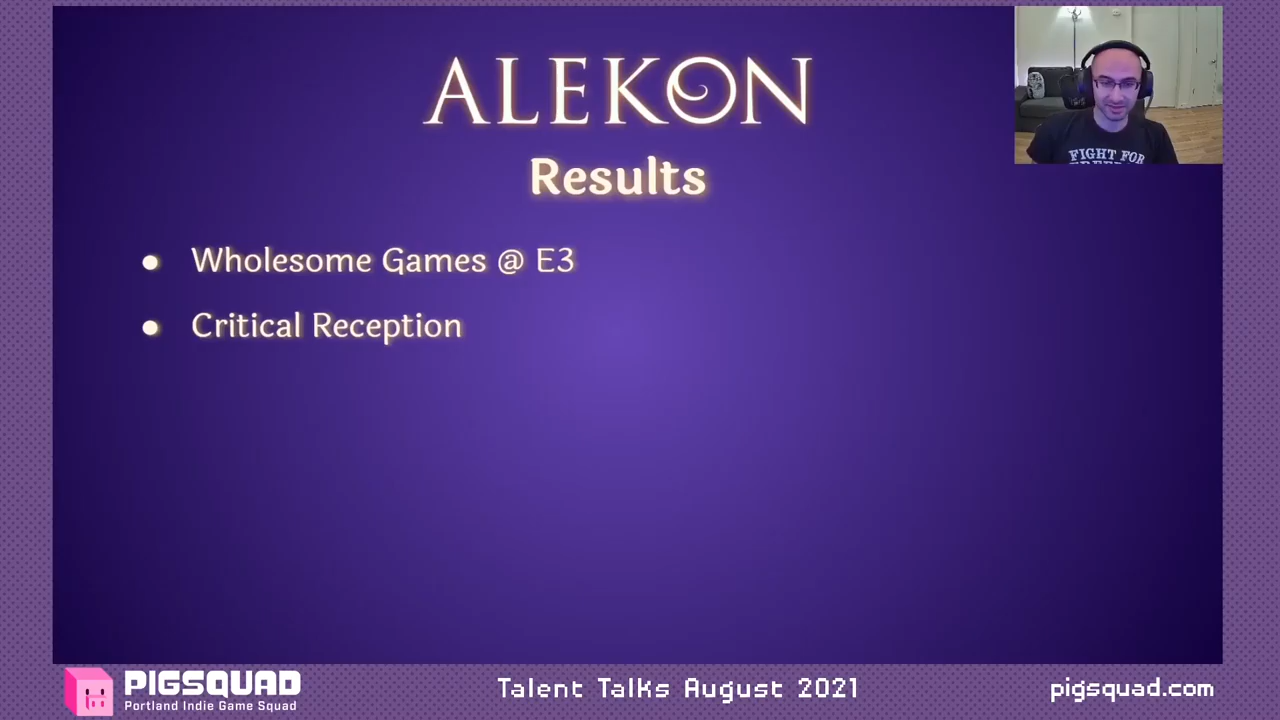 ALEKON
Results
Wholesome Games @ E3
Critical Reception
FIGHT FOR
PIGSQUAD
Portland Indie Game Squad
Talent Talks August 2021
pigsquad.com